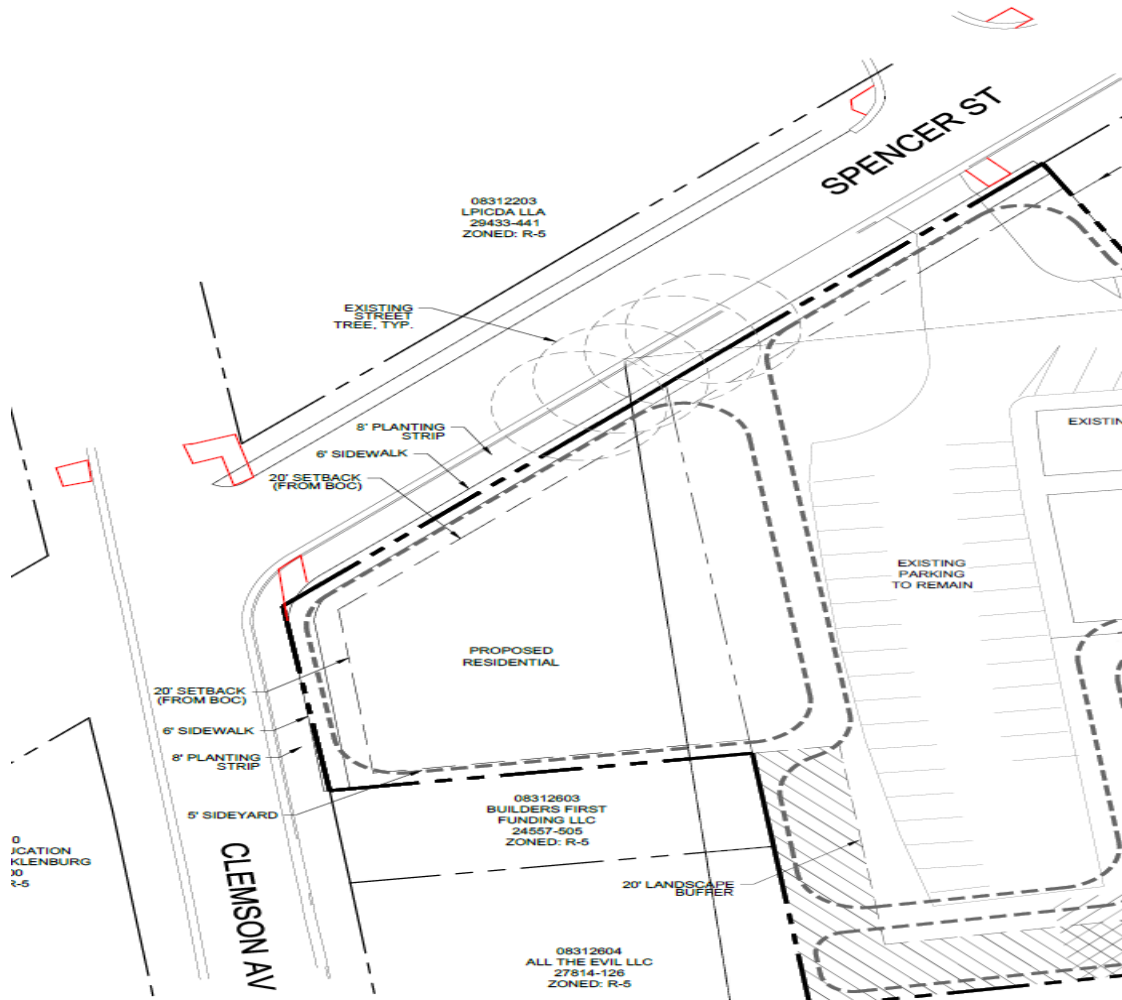 SPENCER ST
08312203
LPICDA LLA
29433-441
ZONED: R-5
EXISTING
STREET
TREE, TYP.
8' PLANTING
STRIP
6' SIDEWALK
20' SETBACK
(FROM BOC)
EXISTIN
EXISTING
PARKING
TO REMAIN
PROPOSED
RESIDENTIAL
20' SETBACK
(FROM BOC)
6' SIDEWALK
8' PLANTING
STRIP
5' SIDEYARD
08312603
BUILDERS FIRST
FUNDING LLC
24557-505
ZONED: R-5
0
UCATION
KLENBURG
00
R-5
CLEMSON AV
20' LANDSCAPE
BUFFER
08312604
ALL THE EVIL LLC
27814-126
ZONED: R-5